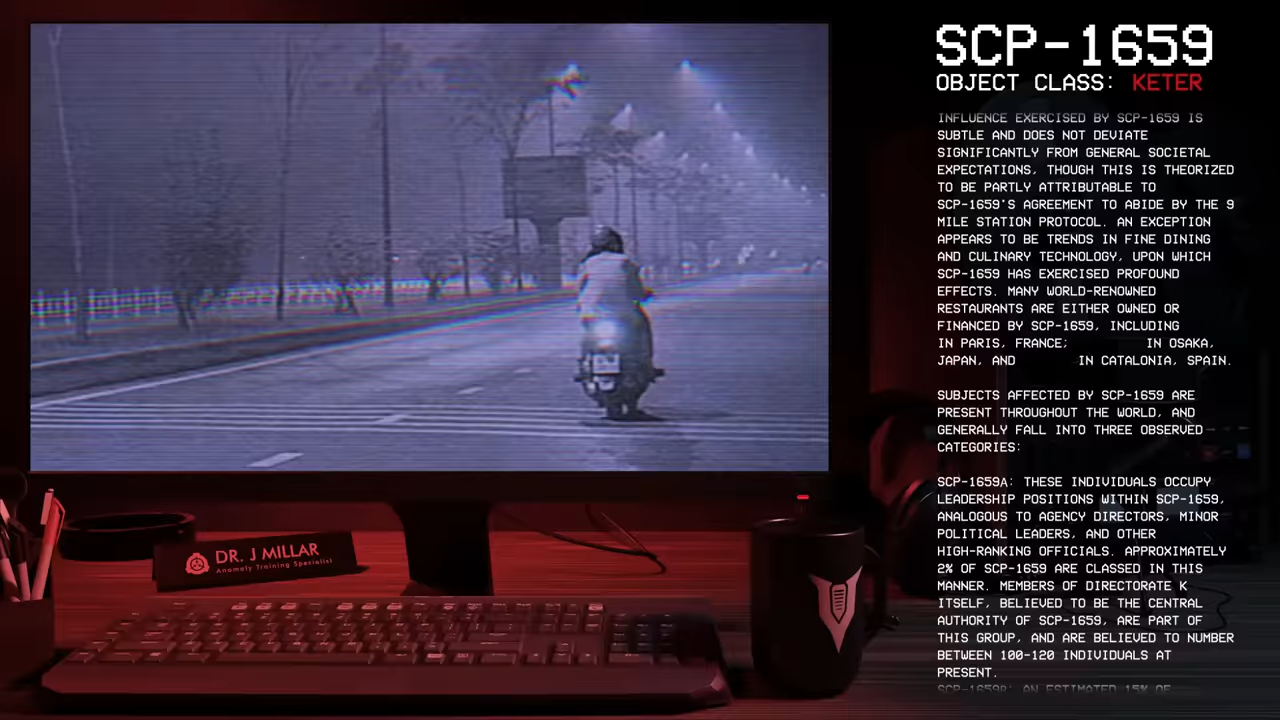 SCP-1659
OBJECT CLASS: KETER
INFLUENCE EXERCISED BY SCP-1659 IS
SUBTLE AND DOES NOT DEVIATE
SIGNIFICANTLY FROM GENERAL SOCIETAL
EXPECTATIONS, THOUGH THIS IS THEORIZED
TO BE PARTLY ATTRIBUTABLE TO
SCP-1659'S AGREEMENT TO ABIDE BY THE 9
MILE STATION PROTOCOL. AN EXCEPTION
APPEARS TO BE TRENDS IN FINE DINING
AND CULINARY TECHNOLOGY, UPON WHICH
SCP-1659 HAS EXERCISED PROFOUND
EFFECTS. MANY WORLD-RENOWNED
RESTAURANTS ARE EITHER OWNED OR
FINANCED BY SCP-1659, INCLUDING
IN PARIS, FRANCE; IN OSAKA,
JAPAN, AND IN CATALONIA, SPAIN.
SUBJECTS AFFECTED BY SCP-1659 ARE
PRESENT THROUGHOUT THE WORLD, AND
GENERALLY FALL INTO THREE OBSERVED
CATEGORIES:
SCP-1659A: THESE INDIVIDUALS OCCUPY
LEADERSHIP POSITIONS WITHIN SCP-1659,
ANALOGOUS TO AGENCY DIRECTORS, MINOR
POLITICAL LEADERS, AND OTHER
HIGH-RANKING OFFICIALS. APPROXIMATELY
2% OF SCP-1659 ARE CLASSED IN THIS
MANNER. MEMBERS OF DIRECTORATE K
ITSELF, BELIEVED TO BE THE CENTRAL
AUTHORITY OF SCP-1659, ARE PART OF
THIS GROUP, AND ARE BELIEVED TO NUMBER
BETWEEN 100-120 INDIVIDUALS AT
PRESENT.
SCP-1659B: AN ESTIMATED 15% OF
DR. J MILLAR
Anomaly Training Specialist